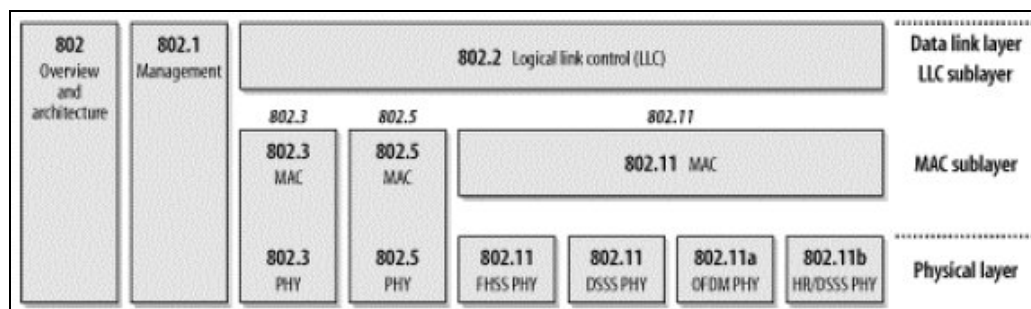 802
Overview
and
architecture
802.1
Management
802.2 Logical link control (LLC)
Data link layer
LLC sublayer
802.3
802.5
802.11
802.3
MAC
802.5
MAC
802.11 MAC
MAC sublayer
802.3
PHY
802.5
PHY
802.11
FHSS PHY
802.11
DSSS PHY
802.11a
OFDM PHY
802.11b
HR/DSSS PHY
Physical layer